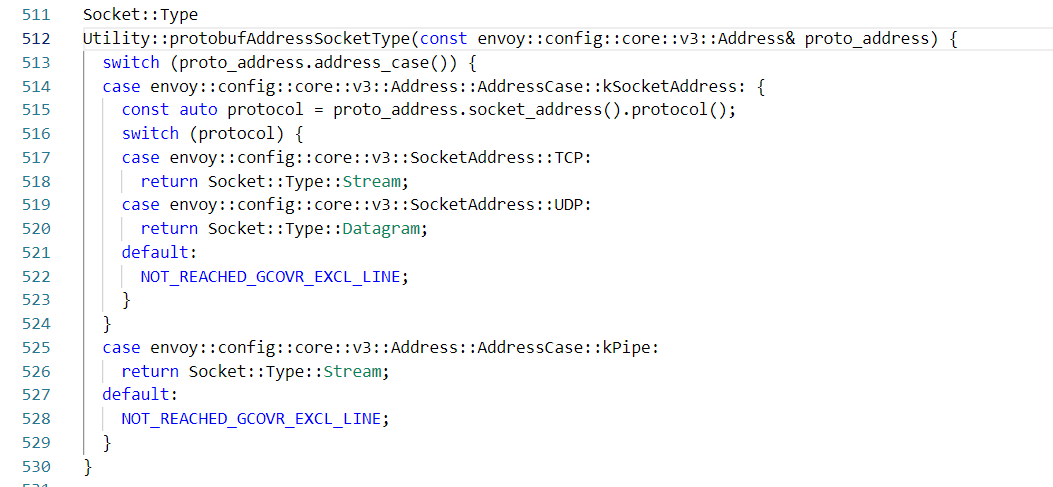 511 Socket::Type
512 Utility::protobufAddressSocketType(const envoy::config::core::v3::Address& proto_address) {
513   switch (proto_address.address_case()) {
514   case envoy::config::core::v3::Address::AddressCase::kSocketAddress: {
515     const auto protocol = proto_address.socket_address().protocol();
516     switch (protocol) {
517     case envoy::config::core::v3::SocketAddress::TCP:
518       return Socket::Type::Stream;
519     case envoy::config::core::v3::SocketAddress::UDP:
520       return Socket::Type::Datagram;
521     default:
522       NOT_REACHED_GCOVR_EXCL_LINE;
523     }
524   }
525   case envoy::config::core::v3::Address::AddressCase::kPipe:
526     return Socket::Type::Stream;
527   default:
528     NOT_REACHED_GCOVR_EXCL_LINE;
529   }
530 }